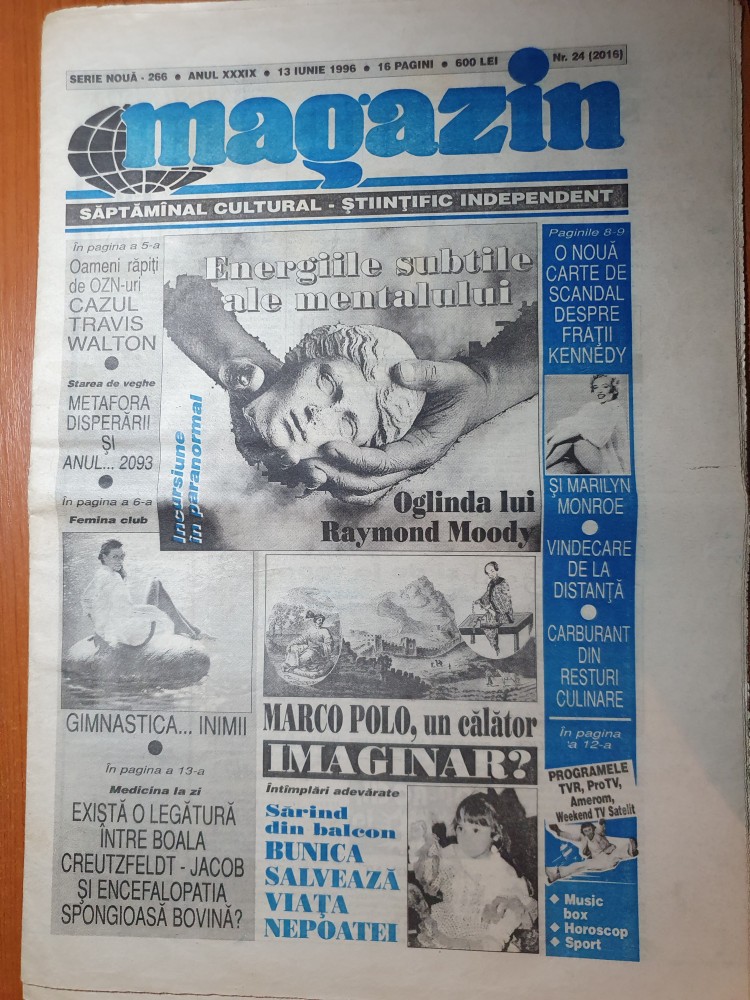 SERIE NOUĂ - 266 ● ANUL XXXIX ● 13 IUNIE 1996 ● 16 PAGINI ● 600 LEI
Nr. 24 (2016)
magazin
SĂPTĂMÎNAL CULTURAL - ŞTIINŢIFIC INDEPENDENT
În pagina a 5-a
Oameni răpiţi
de OZN-uri
CAZUL
TRAVIS
WALTON
●
Starea de veghe
METAFORA
DISPERĂRII
ŞI
ANUL... 2093
●
În pagina a 6-a
Femina club
GIMNASTICA... INIMII
●
În pagina a 13-a
Medicina la zi
EXISTĂ O LEGĂTURĂ
ÎNTRE BOALA
CREUTZFELDT - JACOB
ŞI ENCEFALOPATIA
SPONGIOASĂ BOVINĂ?
Energiile subtile
ale mentalului
Incursiune
în paranormal
Oglinda lui
Raymond Moody
MARCO POLO, un călător
IMAGINAR?
Întîmplări adevărate
Sărind
din balcon
BUNICA
SALVEAZĂ
VIAŢA
NEPOATEI
Paginile 8-9
O NOUĂ
CARTE DE
SCANDAL
DESPRE
FRAŢII
KENNEDY
ŞI MARILYN
MONROE
●
VINDECARE
DE LA
DISTANŢĂ
●
CARBURANT
DIN
RESTURI
CULINARE
În pagina
a 12-a
PROGRAMELE
TVR, ProTV,
Amerom,
Weekend TV Satelit
◆ Music
box
◆ Horoscop
◆ Sport